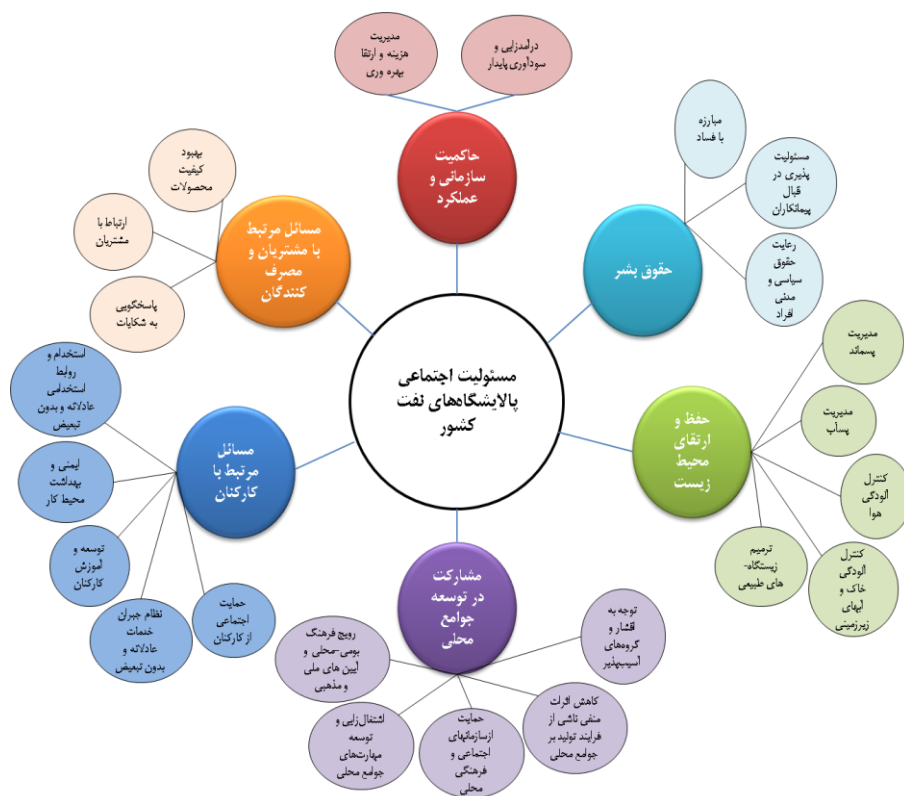 مدیریت
هزینه و ارتقا
بهره وری
درآمدزایی و
سودآوری پایدار
حاکمیت
سازمانی و
عملکرد
مبارزه
با فساد
مسئولیت
پذیری در
قبال
پیمانکاران
رعایت
حقوق
سیاسی و
مدنی
افراد
حقوق بشر
بهبود
کیفیت
محصولات
ارتباط با
مشتریان
پاسخگویی
به شکایات
مسائل مرتبط
با مشتریان و
مصرف
کنندگان
مسئولیت اجتماعی
پالایشگاه‌های نفت
کشور
مدیریت
پسماند
مدیریت
پسآب
کنترل
آلودگی
هوا
کنترل
آلودگی
خاک و
آبهای
زیرزمینی
ترمیم
زیستگاه-
های طبیعی
حفظ و
ارتقای
محیط
زیست
استخدام و
روابط
استخدامی
عادلانه و بدون
تبعیض
ایمنی و
بهداشت
محیط کار
توسعه و
آموزش
کارکنان
نظام جبران
خدمات
عادلانه و
بدون تبعیض
حمایت
اجتماعی
از کارکنان
مسائل
مرتبط با
کارکنان
مشارکت
در توسعه
جوامع
محلی
توجه به
اقشار و
گروه‌های
آسیب‌پذیر
کاهش اثرات
منفی ناشی از
فرایند تولید بر
جوامع محلی
حمایت
ازسازمانهای
اجتماعی و
فرهنگی
محلی
اشتغال‌زایی و
توسعه
مهارت‌های
جوامع محلی
رویج فرهنگ
بومی-محلی و
آیین های ملی
و مذهبی